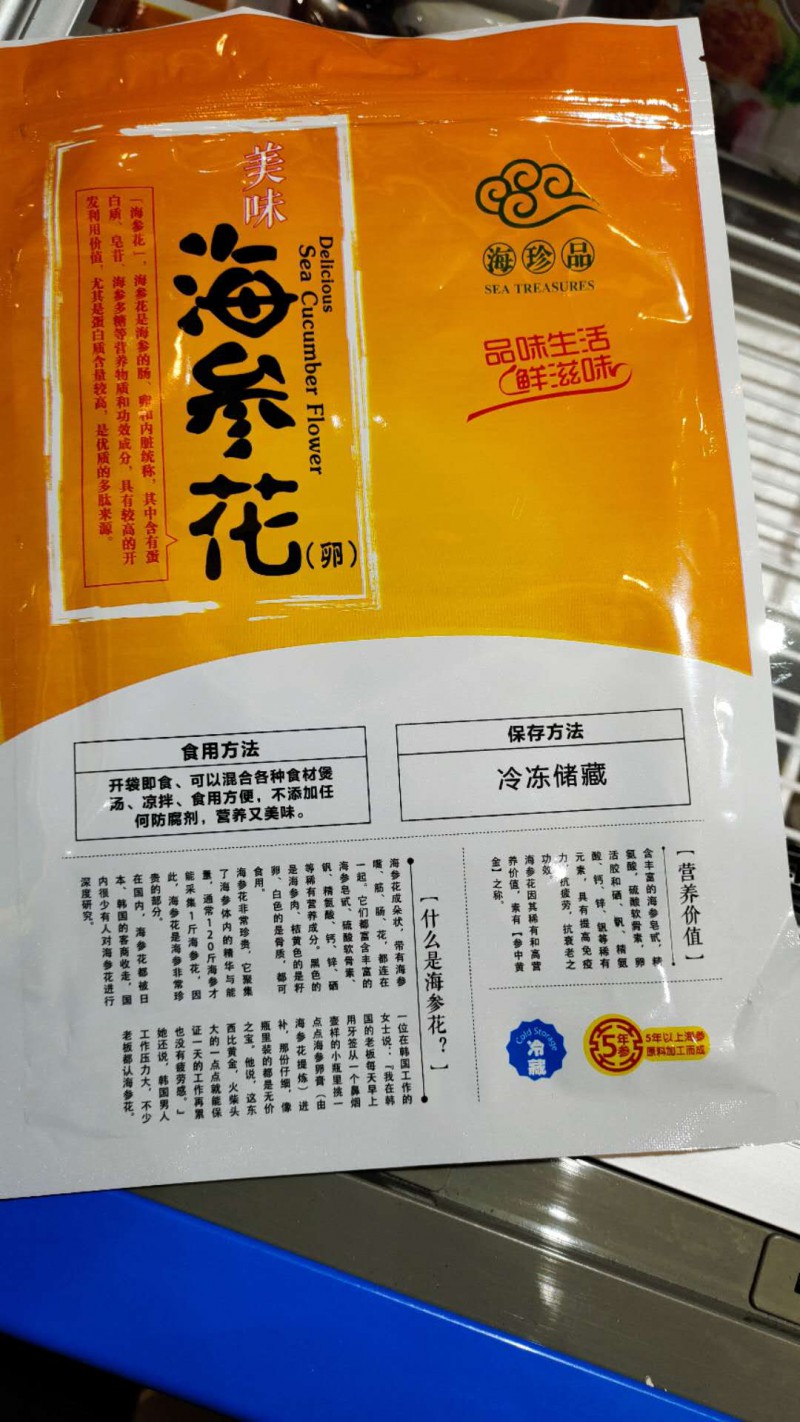 美味
海参花
(卵)
Delicious
Sea Cucumber Flower
「海参花」，海参花是海参的肠、卵和内脏统称，其中含有蛋
白质、皂苷、海参多糖等营养物质和功效成分，具有较高的开
发利用价值，尤其是蛋白质含量较高，是优质的多肽来源。
海珍品
SEA TREASURES
品味生活
鲜滋味
食用方法
开袋即食、可以混合各种食材煲
汤、凉拌、食用方便，不添加任
何防腐剂，营养又美味。
保存方法
冷冻储藏
【营养价值】
含丰富的海参皂甙，精
氨酸，硫酸软骨素，卵
活胶和硒、钒、精氨
酸、钙、锌、钒等稀有
元素，具有提高免疫
力，抗疲劳，抗衰老之
功效。
海参花因其稀有和高营
养价值，素有【参中黄
金】之称。
【什么是海参花？】
海参花成朵状，带有海参
嘴、筋、肠、花，都连在
一起。它们都富含丰富的
海参皂甙、硫酸软骨素、
钒、精氨酸、钙、锌、硒
等稀有营养成分。黑色的
是海参肉、桔黄色的是籽
卵、白色的是骨质，都可
食用。
海参花非常珍贵，它聚集
了海参体内的精华与能
量，通常120斤海参才
能采集1斤海参花，因
此，海参花是海参非常珍
贵的部分。
在国内，海参花都被日
本、韩国的客商收走，国
内很少有人对海参花进行
深度研究。
一位在韩国工作的
女士说：『我在韩
国的老板每天早上
用牙签从一个鼻烟
壶样的小瓶里挑一
点点海参卵膏（由
海参花提炼）进
补，那份仔细，像
瓶里装的都是无价
之宝。他说，这东
西比黄金，火柴头
大的一点点就能保
证一天的工作再累
也没有疲劳感。』
她还说，韩国男人
工作压力大，不少
老板都认海参花。
Cold Storage
冷藏
5年参
5年以上海参
原料加工而成